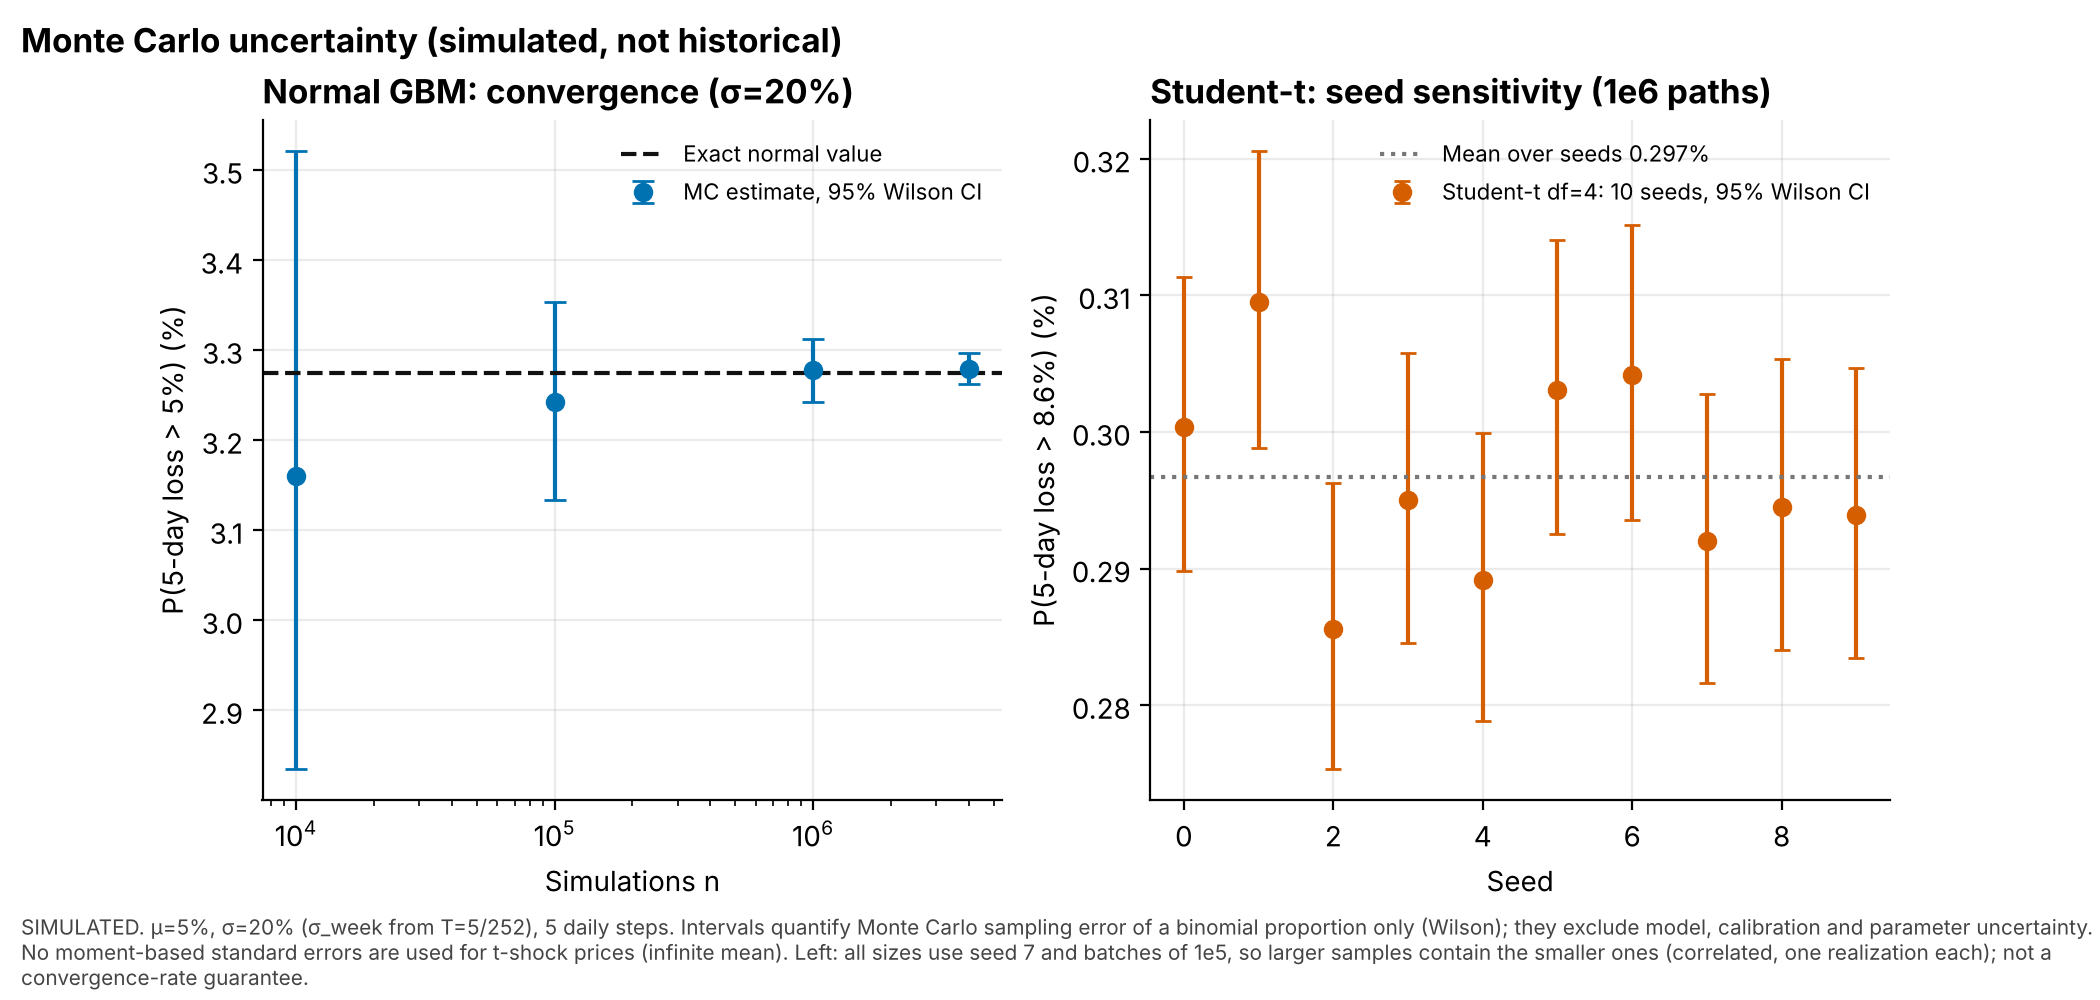 Monte Carlo uncertainty (simulated, not historical)
Normal GBM: convergence (σ=20%)
Exact normal value
MC estimate, 95% Wilson CI
P(5-day loss > 5%) (%)
3.5
3.4
3.3
3.2
3.1
3.0
2.9
10⁴
10⁵
10⁶
Simulations n
Student-t: seed sensitivity (1e6 paths)
Mean over seeds 0.297%
Student-t df=4: 10 seeds, 95% Wilson CI
P(5-day loss > 8.6%) (%)
0.32
0.31
0.30
0.29
0.28
0
2
4
6
8
Seed
SIMULATED. μ=5%, σ=20% (σ_week from T=5/252), 5 daily steps. Intervals quantify Monte Carlo sampling error of a binomial proportion only (Wilson); they exclude model, calibration and parameter uncertainty.
No moment-based standard errors are used for t-shock prices (infinite mean). Left: all sizes use seed 7 and batches of 1e5, so larger samples contain the smaller ones (correlated, one realization each); not a
convergence-rate guarantee.